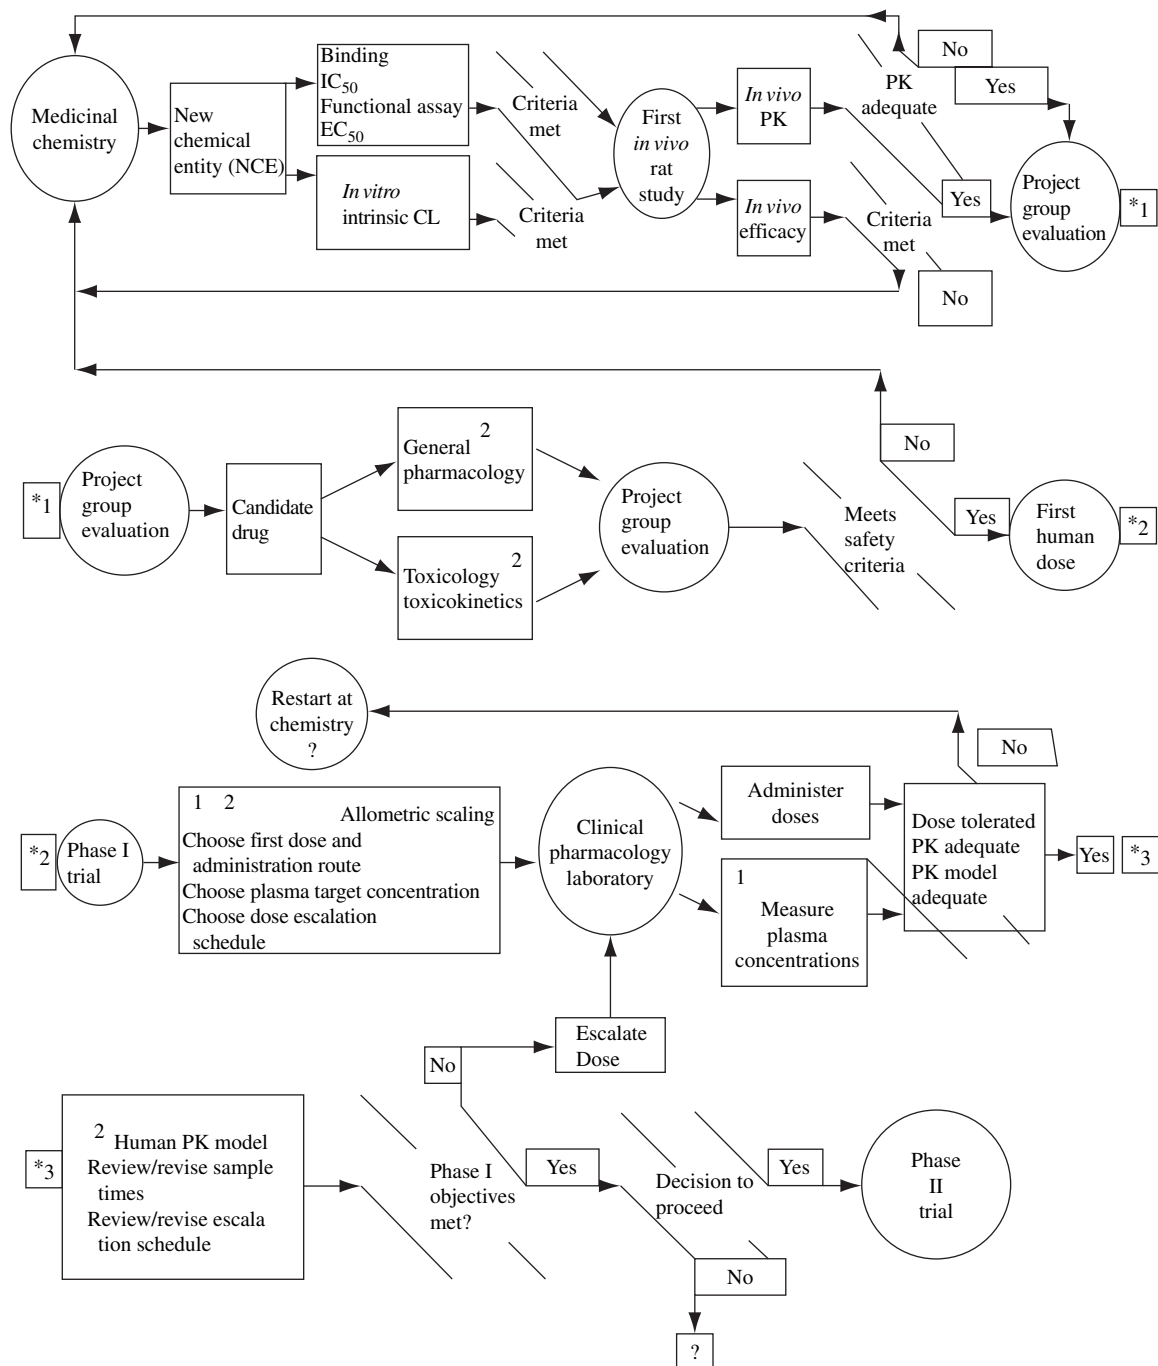 Medicinal
chemistry
New
chemical
entity (NCE)
Binding
IC50
Functional assay
EC50
In vitro
intrinsic CL
Criteria
met
Criteria
met
First
in vivo
rat
study
In vivo
PK
In vivo
efficacy
PK
adequate
No
Yes
Yes
Criteria
met
No
Project
group
evaluation
*1
*1
Project
group
evaluation
Candidate
drug
2
General
pharmacology
2
Toxicology
toxicokinetics
Project
group
evaluation
Meets
safety
criteria
No
Yes
First
human
dose
*2
Restart at
chemistry
?
*2
Phase I
trial
1 2
Allometric scaling
Choose first dose and
administration route
Choose plasma target concentration
Choose dose escalation
schedule
Clinical
pharmacology
laboratory
Administer
doses
1
Measure
plasma
concentrations
No
Dose tolerated
PK adequate
PK model
adequate
Yes
*3
Escalate
Dose
No
*3
2 Human PK model
Review/revise sample
times
Review/revise escala
tion schedule
Phase I
objectives
met?
Yes
Decision to
proceed
Yes
No
?
Phase
II
trial